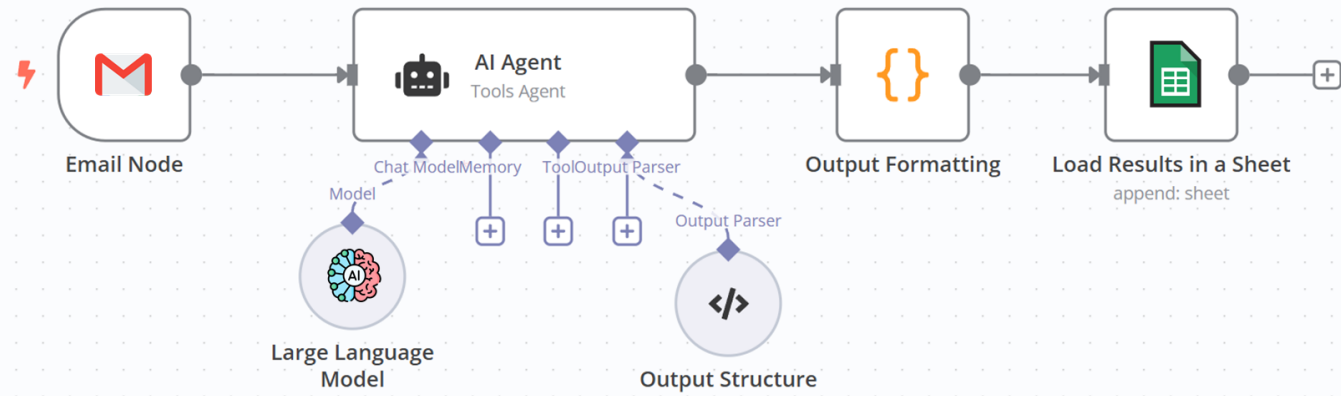 AI Agent
Tools Agent
Email Node
Chat Model
Memory
Tool
Output Parser
Output Formatting
Load Results in a Sheet
append: sheet
Model
Output Parser
AI
Large Language
Model
Output Structure